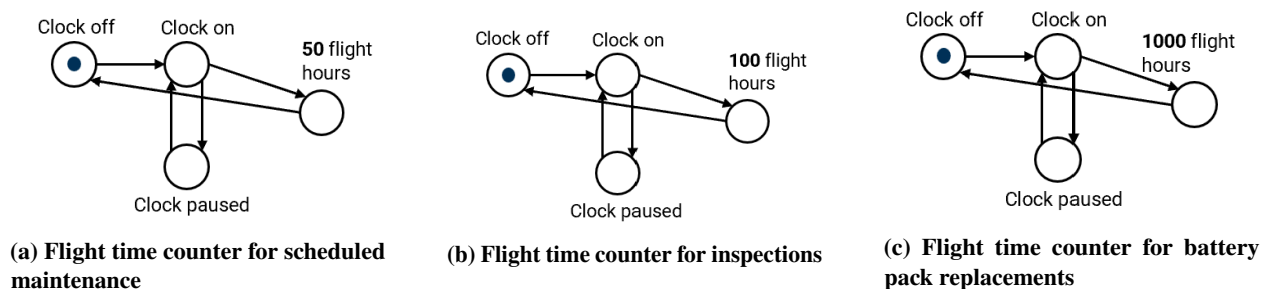 Clock off
Clock on
50 flight
hours
Clock paused
(a) Flight time counter for scheduled
maintenance
Clock off
Clock on
100 flight
hours
Clock paused
(b) Flight time counter for inspections
Clock off
Clock on
1000 flight
hours
Clock paused
(c) Flight time counter for battery
pack replacements